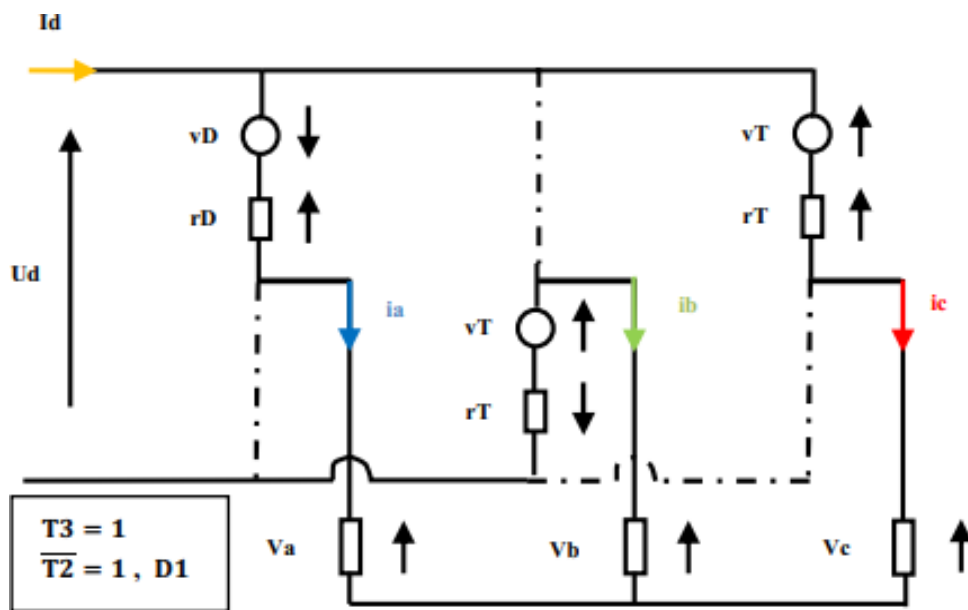 Id
vD
vT
rD
rT
Ud
ia
vT
ib
ic
rT
T3 = 1
T2̅ = 1 , D1
Va
Vb
Vc